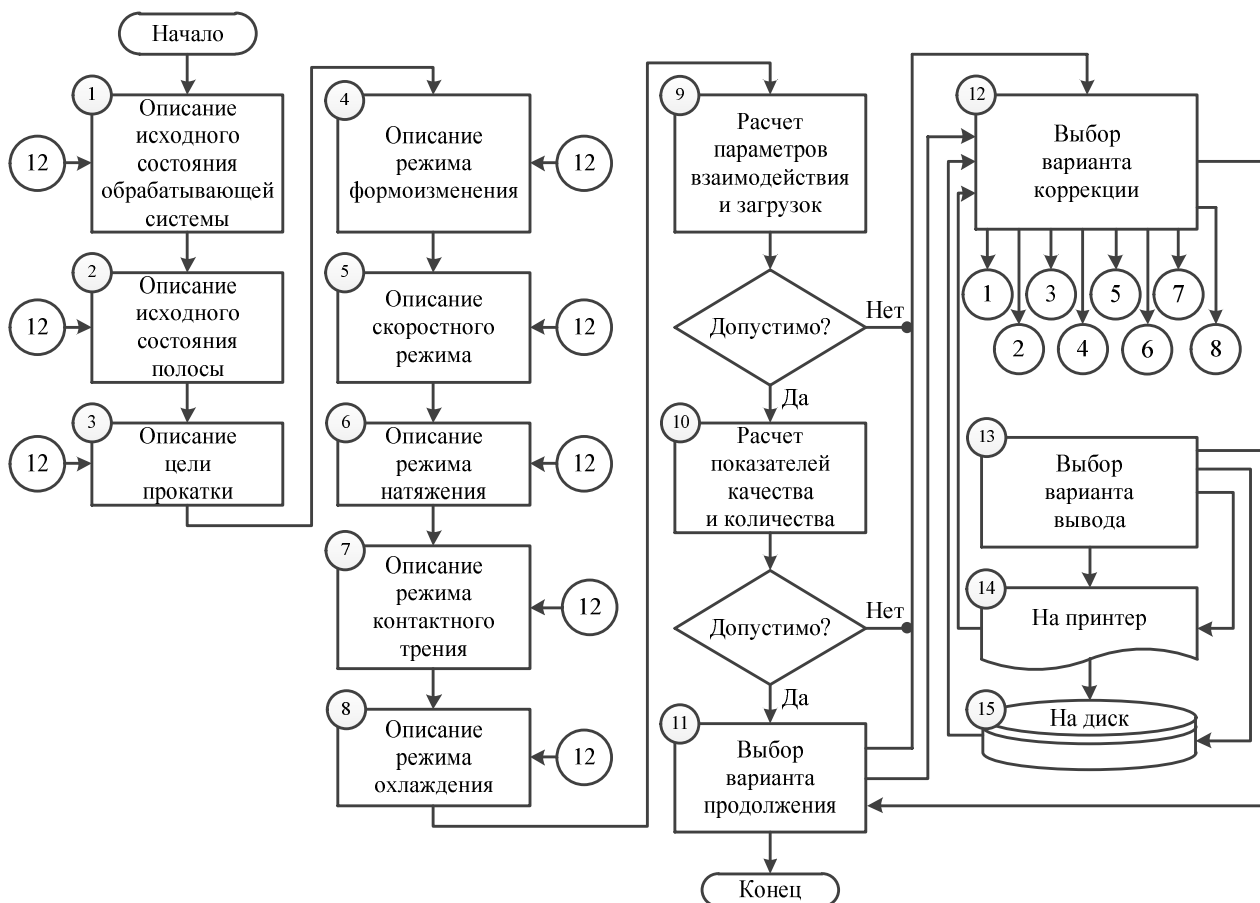 Начало
1
Описание
исходного
состояния
обрабатывающей
системы
12
2
Описание
исходного
состояния
полосы
12
3
Описание
цели
прокатки
12
4
Описание
режима
формоизменения
12
5
Описание
скоростного
режима
12
6
Описание
режима
натяжения
12
7
Описание
режима
контактного
трения
12
8
Описание
режима
охлаждения
12
9
Расчет
параметров
взаимодействия
и загрузок
Допустимо?
Нет
Да
10
Расчет
показателей
качества
и количества
Допустимо?
Нет
Да
11
Выбор
варианта
продолжения
Конец
12
Выбор
варианта
коррекции
1
3
5
7
2
4
6
8
13
Выбор
варианта
вывода
14
На принтер
15
На диск